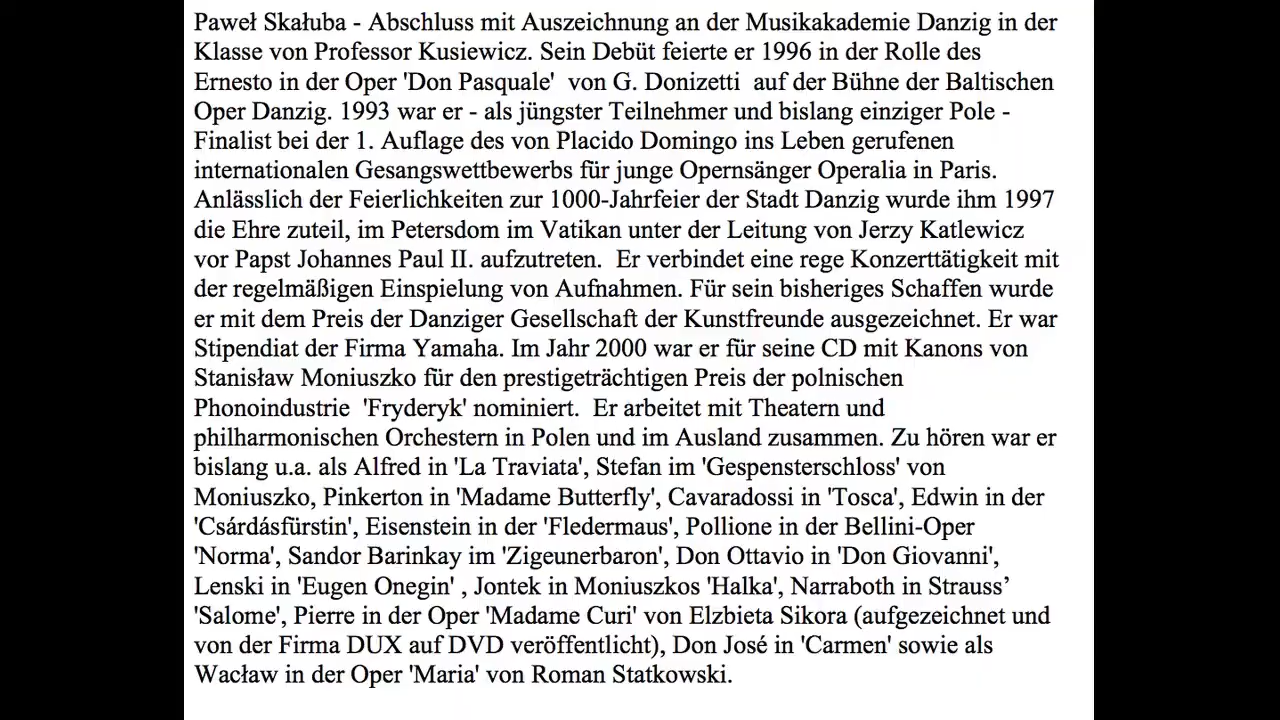 Paweł Skałuba - Abschluss mit Auszeichnung an der Musikakademie Danzig in der
Klasse von Professor Kusiewicz. Sein Debüt feierte er 1996 in der Rolle des
Ernesto in der Oper 'Don Pasquale'  von G. Donizetti  auf der Bühne der Baltischen
Oper Danzig. 1993 war er - als jüngster Teilnehmer und bislang einziger Pole -
Finalist bei der 1. Auflage des von Placido Domingo ins Leben gerufenen
internationalen Gesangswettbewerbs für junge Opernsänger Operalia in Paris.
Anlässlich der Feierlichkeiten zur 1000-Jahrfeier der Stadt Danzig wurde ihm 1997
die Ehre zuteil, im Petersdom im Vatikan unter der Leitung von Jerzy Katlewicz
vor Papst Johannes Paul II. aufzutreten.  Er verbindet eine rege Konzerttätigkeit mit
der regelmäßigen Einspielung von Aufnahmen. Für sein bisheriges Schaffen wurde
er mit dem Preis der Danziger Gesellschaft der Kunstfreunde ausgezeichnet. Er war
Stipendiat der Firma Yamaha. Im Jahr 2000 war er für seine CD mit Kanons von
Stanisław Moniuszko für den prestigeträchtigen Preis der polnischen
Phonoindustrie  'Fryderyk' nominiert.  Er arbeitet mit Theatern und
philharmonischen Orchestern in Polen und im Ausland zusammen. Zu hören war er
bislang u.a. als Alfred in 'La Traviata', Stefan im 'Gespensterschloss' von
Moniuszko, Pinkerton in 'Madame Butterfly', Cavaradossi in 'Tosca', Edwin in der
'Csárdásfürstin', Eisenstein in der 'Fledermaus', Pollione in der Bellini-Oper
'Norma', Sandor Barinkay im 'Zigeunerbaron', Don Ottavio in 'Don Giovanni',
Lenski in 'Eugen Onegin' , Jontek in Moniuszkos 'Halka', Narraboth in Strauss’
'Salome', Pierre in der Oper 'Madame Curi' von Elzbieta Sikora (aufgezeichnet und
von der Firma DUX auf DVD veröffentlicht), Don José in 'Carmen' sowie als
Wacław in der Oper 'Maria' von Roman Statkowski.